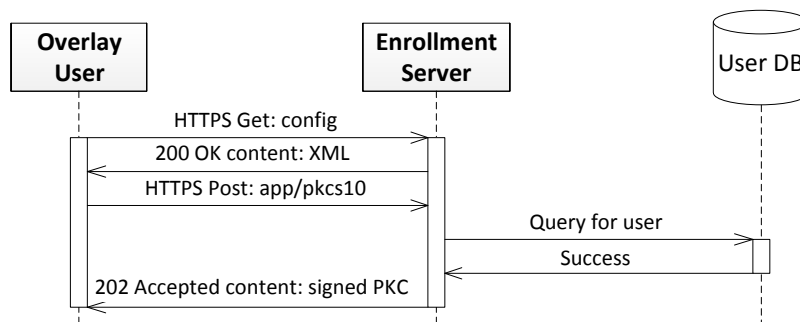 Overlay
User
Enrollment
Server
User DB
HTTPS Get: config
200 OK content: XML
HTTPS Post: app/pkcs10
Query for user
Success
202 Accepted content: signed PKC